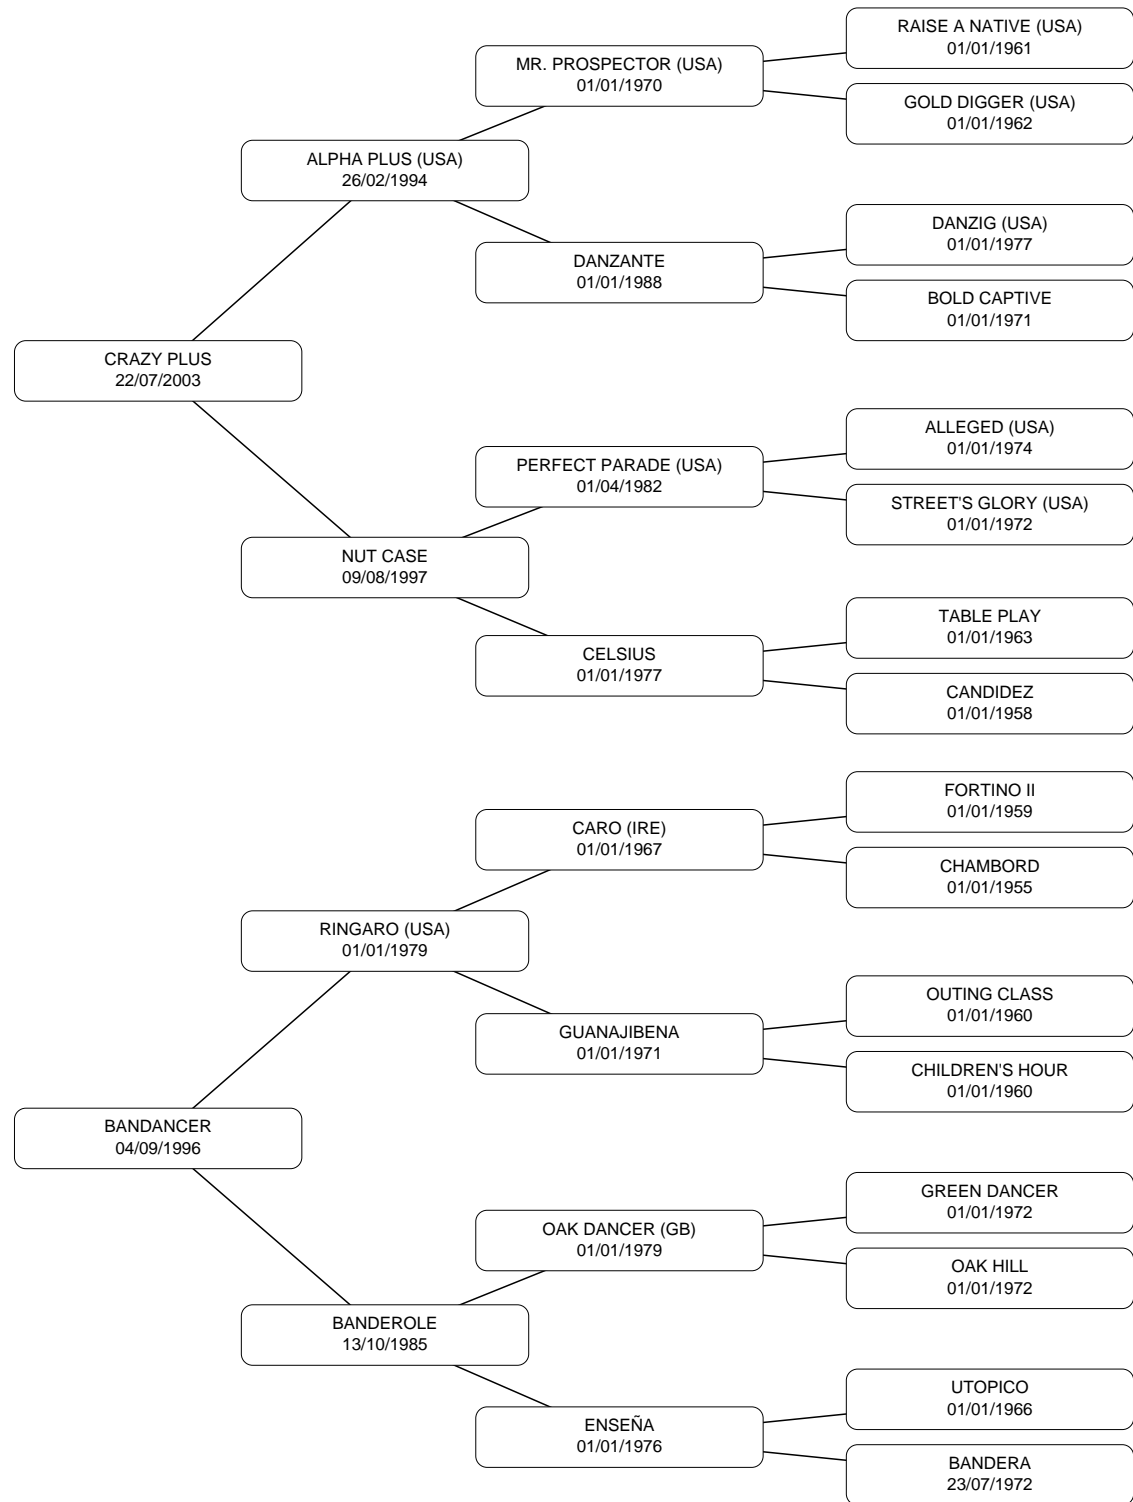 RAISE A NATIVE (USA)
01/01/1961
MR. PROSPECTOR (USA)
01/01/1970
GOLD DIGGER (USA)
01/01/1962
ALPHA PLUS (USA)
26/02/1994
DANZIG (USA)
01/01/1977
DANZANTE
01/01/1988
BOLD CAPTIVE
01/01/1971
CRAZY PLUS
22/07/2003
ALLEGED (USA)
01/01/1974
PERFECT PARADE (USA)
01/04/1982
STREET'S GLORY (USA)
01/01/1972
NUT CASE
09/08/1997
TABLE PLAY
01/01/1963
CELSIUS
01/01/1977
CANDIDEZ
01/01/1958
FORTINO II
01/01/1959
CARO (IRE)
01/01/1967
CHAMBORD
01/01/1955
RINGARO (USA)
01/01/1979
OUTING CLASS
01/01/1960
GUANAJIBENA
01/01/1971
CHILDREN'S HOUR
01/01/1960
BANDANCER
04/09/1996
GREEN DANCER
01/01/1972
OAK DANCER (GB)
01/01/1979
OAK HILL
01/01/1972
BANDEROLE
13/10/1985
UTOPICO
01/01/1966
ENSEÑA
01/01/1976
BANDERA
23/07/1972